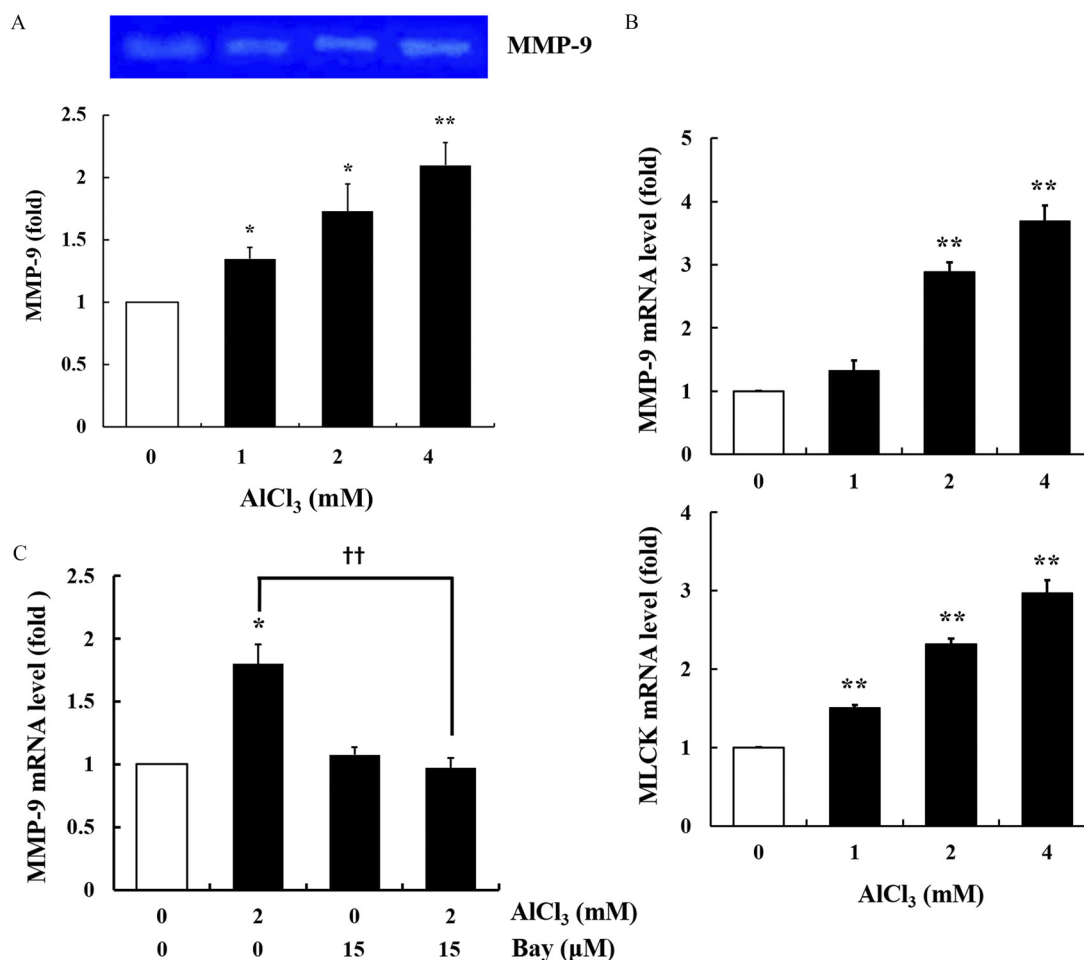 A
MMP-9
2.5
2
1.5
1
0.5
0
MMP-9 (fold)
*
*
**
0 1 2 4
AlCl₃ (mM)
B
5
4
3
2
1
0
MMP-9 mRNA level (fold)
**
**
0 1 2 4
4
3
2
1
0
MLCK mRNA level (fold)
**
**
**
0 1 2 4
AlCl₃ (mM)
C
2.5
2
1.5
1
0.5
0
MMP-9 mRNA level (fold )
*
††
0 2 0 2 AlCl₃ (mM)
0 0 15 15 Bay (µM)